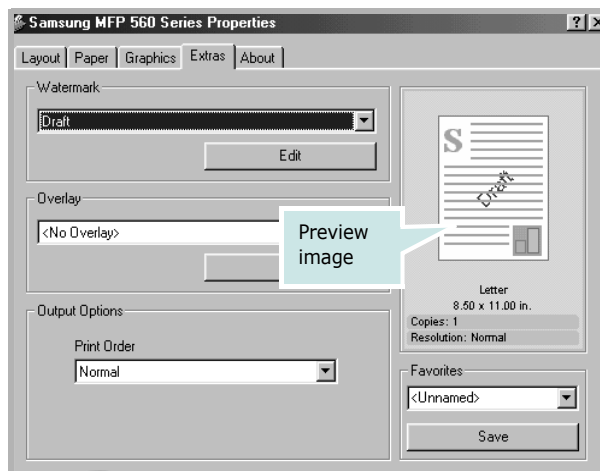 Samsung MFP 560 Series Properties
Layout Paper Graphics Extras About
Watermark
Draft
Edit
Overlay
<No Overlay>
Preview
image
Output Options
Print Order
Normal
S
Draft
Letter
8.50 x 11.00 in.
Copies: 1
Resolution: Normal
Favorites
<Unnamed>
Save